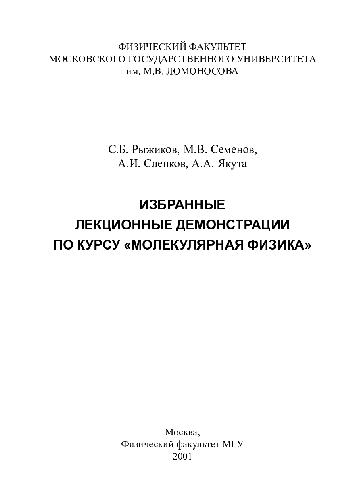 ФИЗИЧЕСКИЙ ФАКУЛЬТЕТ
МОСКОВСКОГО ГОСУДАРСТВЕННОГО УНИВЕРСИТЕТА
им. М.В. ЛОМОНОСОВА
С.Б. Рыжиков, М.В. Семенов,
А.И. Слепков, А.А. Якута
ИЗБРАННЫЕ
ЛЕКЦИОННЫЕ ДЕМОНСТРАЦИИ
ПО КУРСУ «МОЛЕКУЛЯРНАЯ ФИЗИКА»
Москва,
Физический факультет МГУ
2001